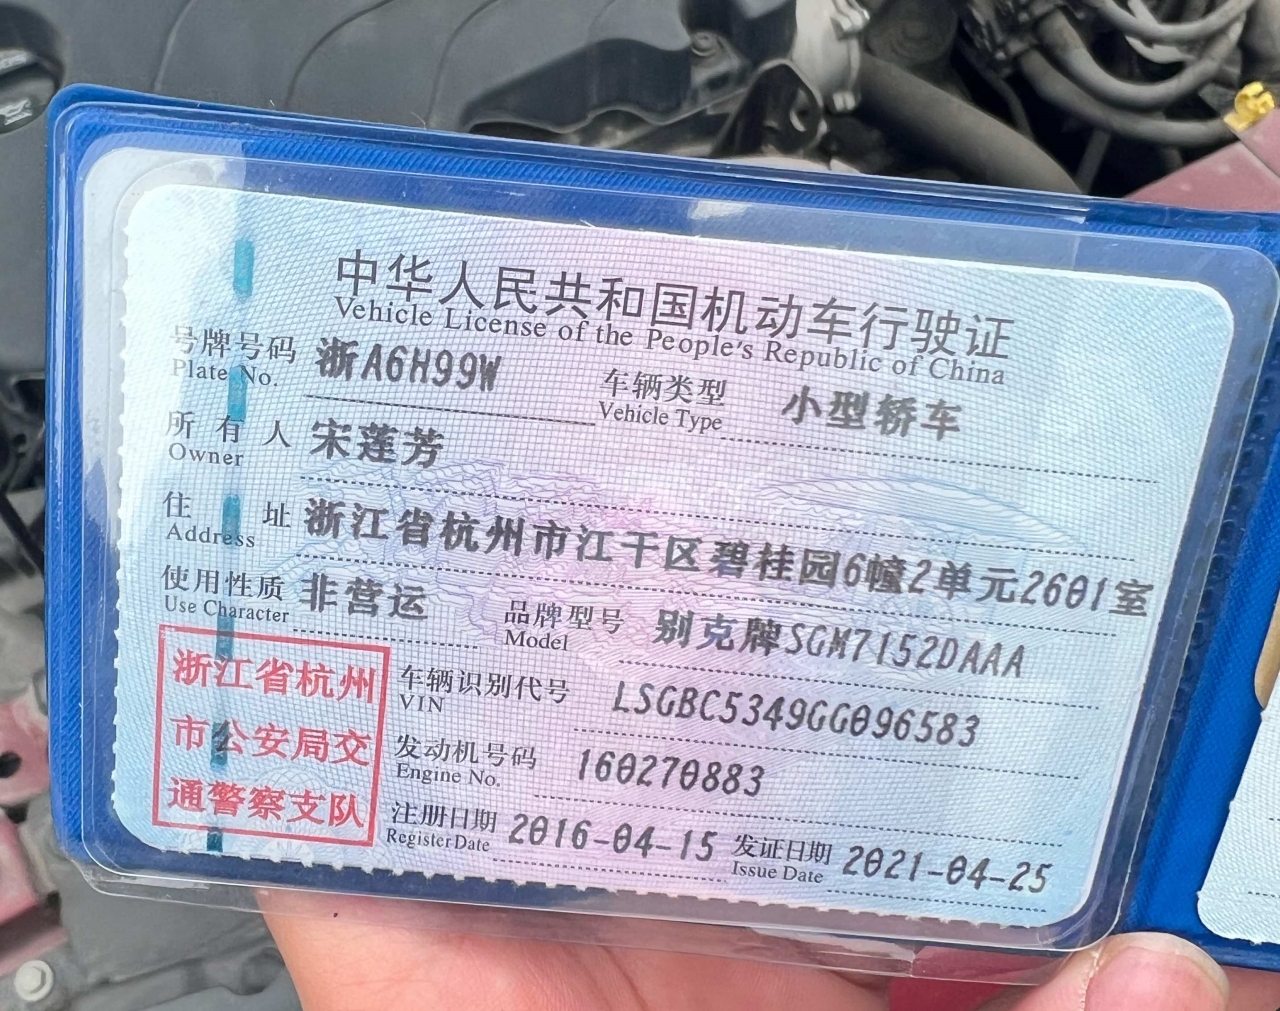 中华人民共和国机动车行驶证
Vehicle License of the People's Republic of China
号牌号码 浙A6H99W 车辆类型 小型轿车
Plate No. Vehicle Type
所有人 宋莲芳
Owner
住址 浙江省杭州市江干区碧桂园6幢2单元2601室
Address
使用性质 非营运 品牌型号 别克牌SGM7152DAAA
Use Character Model
浙江省杭州
市公安局交
通警察支队
车辆识别代号 LSGBC5349GG096583
VIN
发动机号码 160270883
Engine No.
注册日期 2016-04-15 发证日期 2021-04-25
Register Date Issue Date